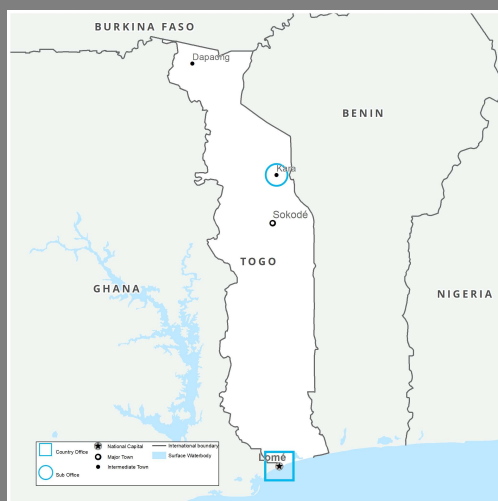 BURKINA FASO
Dapaong
BENIN
Kara
Sokodé
TOGO
GHANA
NIGERIA
Lomé
Country Office
Sub Office
National Capital
Major Town
Intermediate Town
International boundary
Surface Waterbody